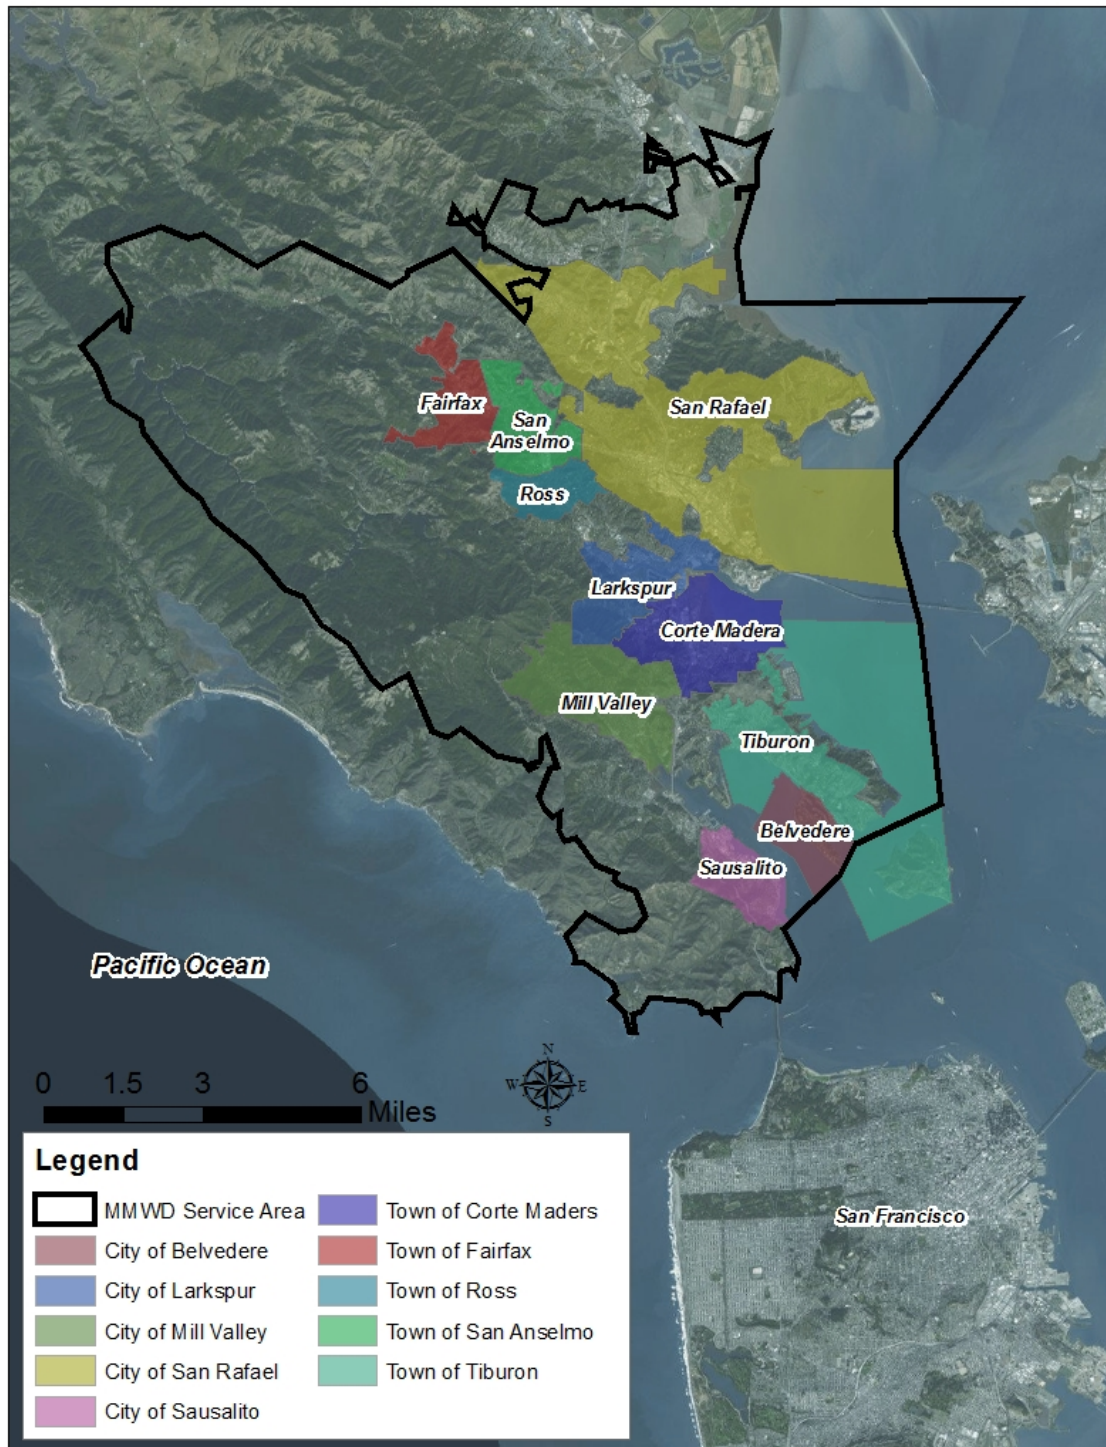 Fairfax
San
Anselmo
San Rafael
Ross
Larkspur
Corte Madera
Mill Valley
Tiburon
Belvedere
Sausalito
Pacific Ocean
N
W E
S
0 1.5 3 6
Miles
San Francisco
Legend
MMWD Service Area
City of Belvedere
City of Larkspur
City of Mill Valley
City of San Rafael
City of Sausalito
Town of Corte Maders
Town of Fairfax
Town of Ross
Town of San Anselmo
Town of Tiburon